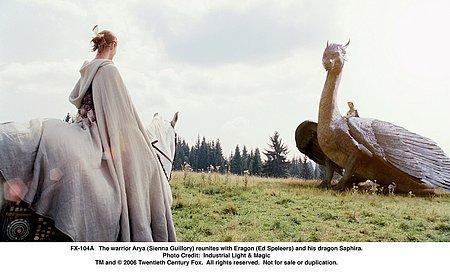 FX-104A The warrior Arya (Sienna Guillory) reunites with Eragon (Ed Speleers) and his dragon Saphira.
Photo Credit: Industrial Light & Magic
TM and © 2006 Twentieth Century Fox. All rights reserved. Not for sale or duplication.